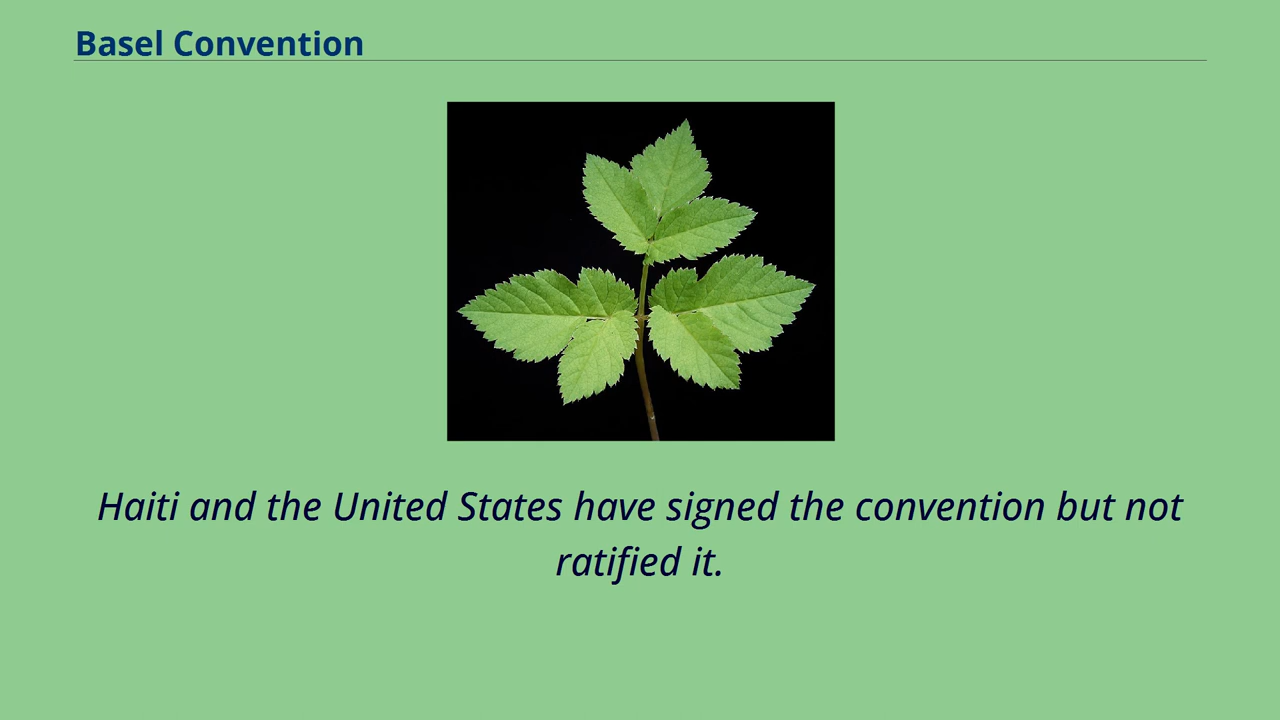 Basel Convention
Haiti and the United States have signed the convention but not
ratified it.